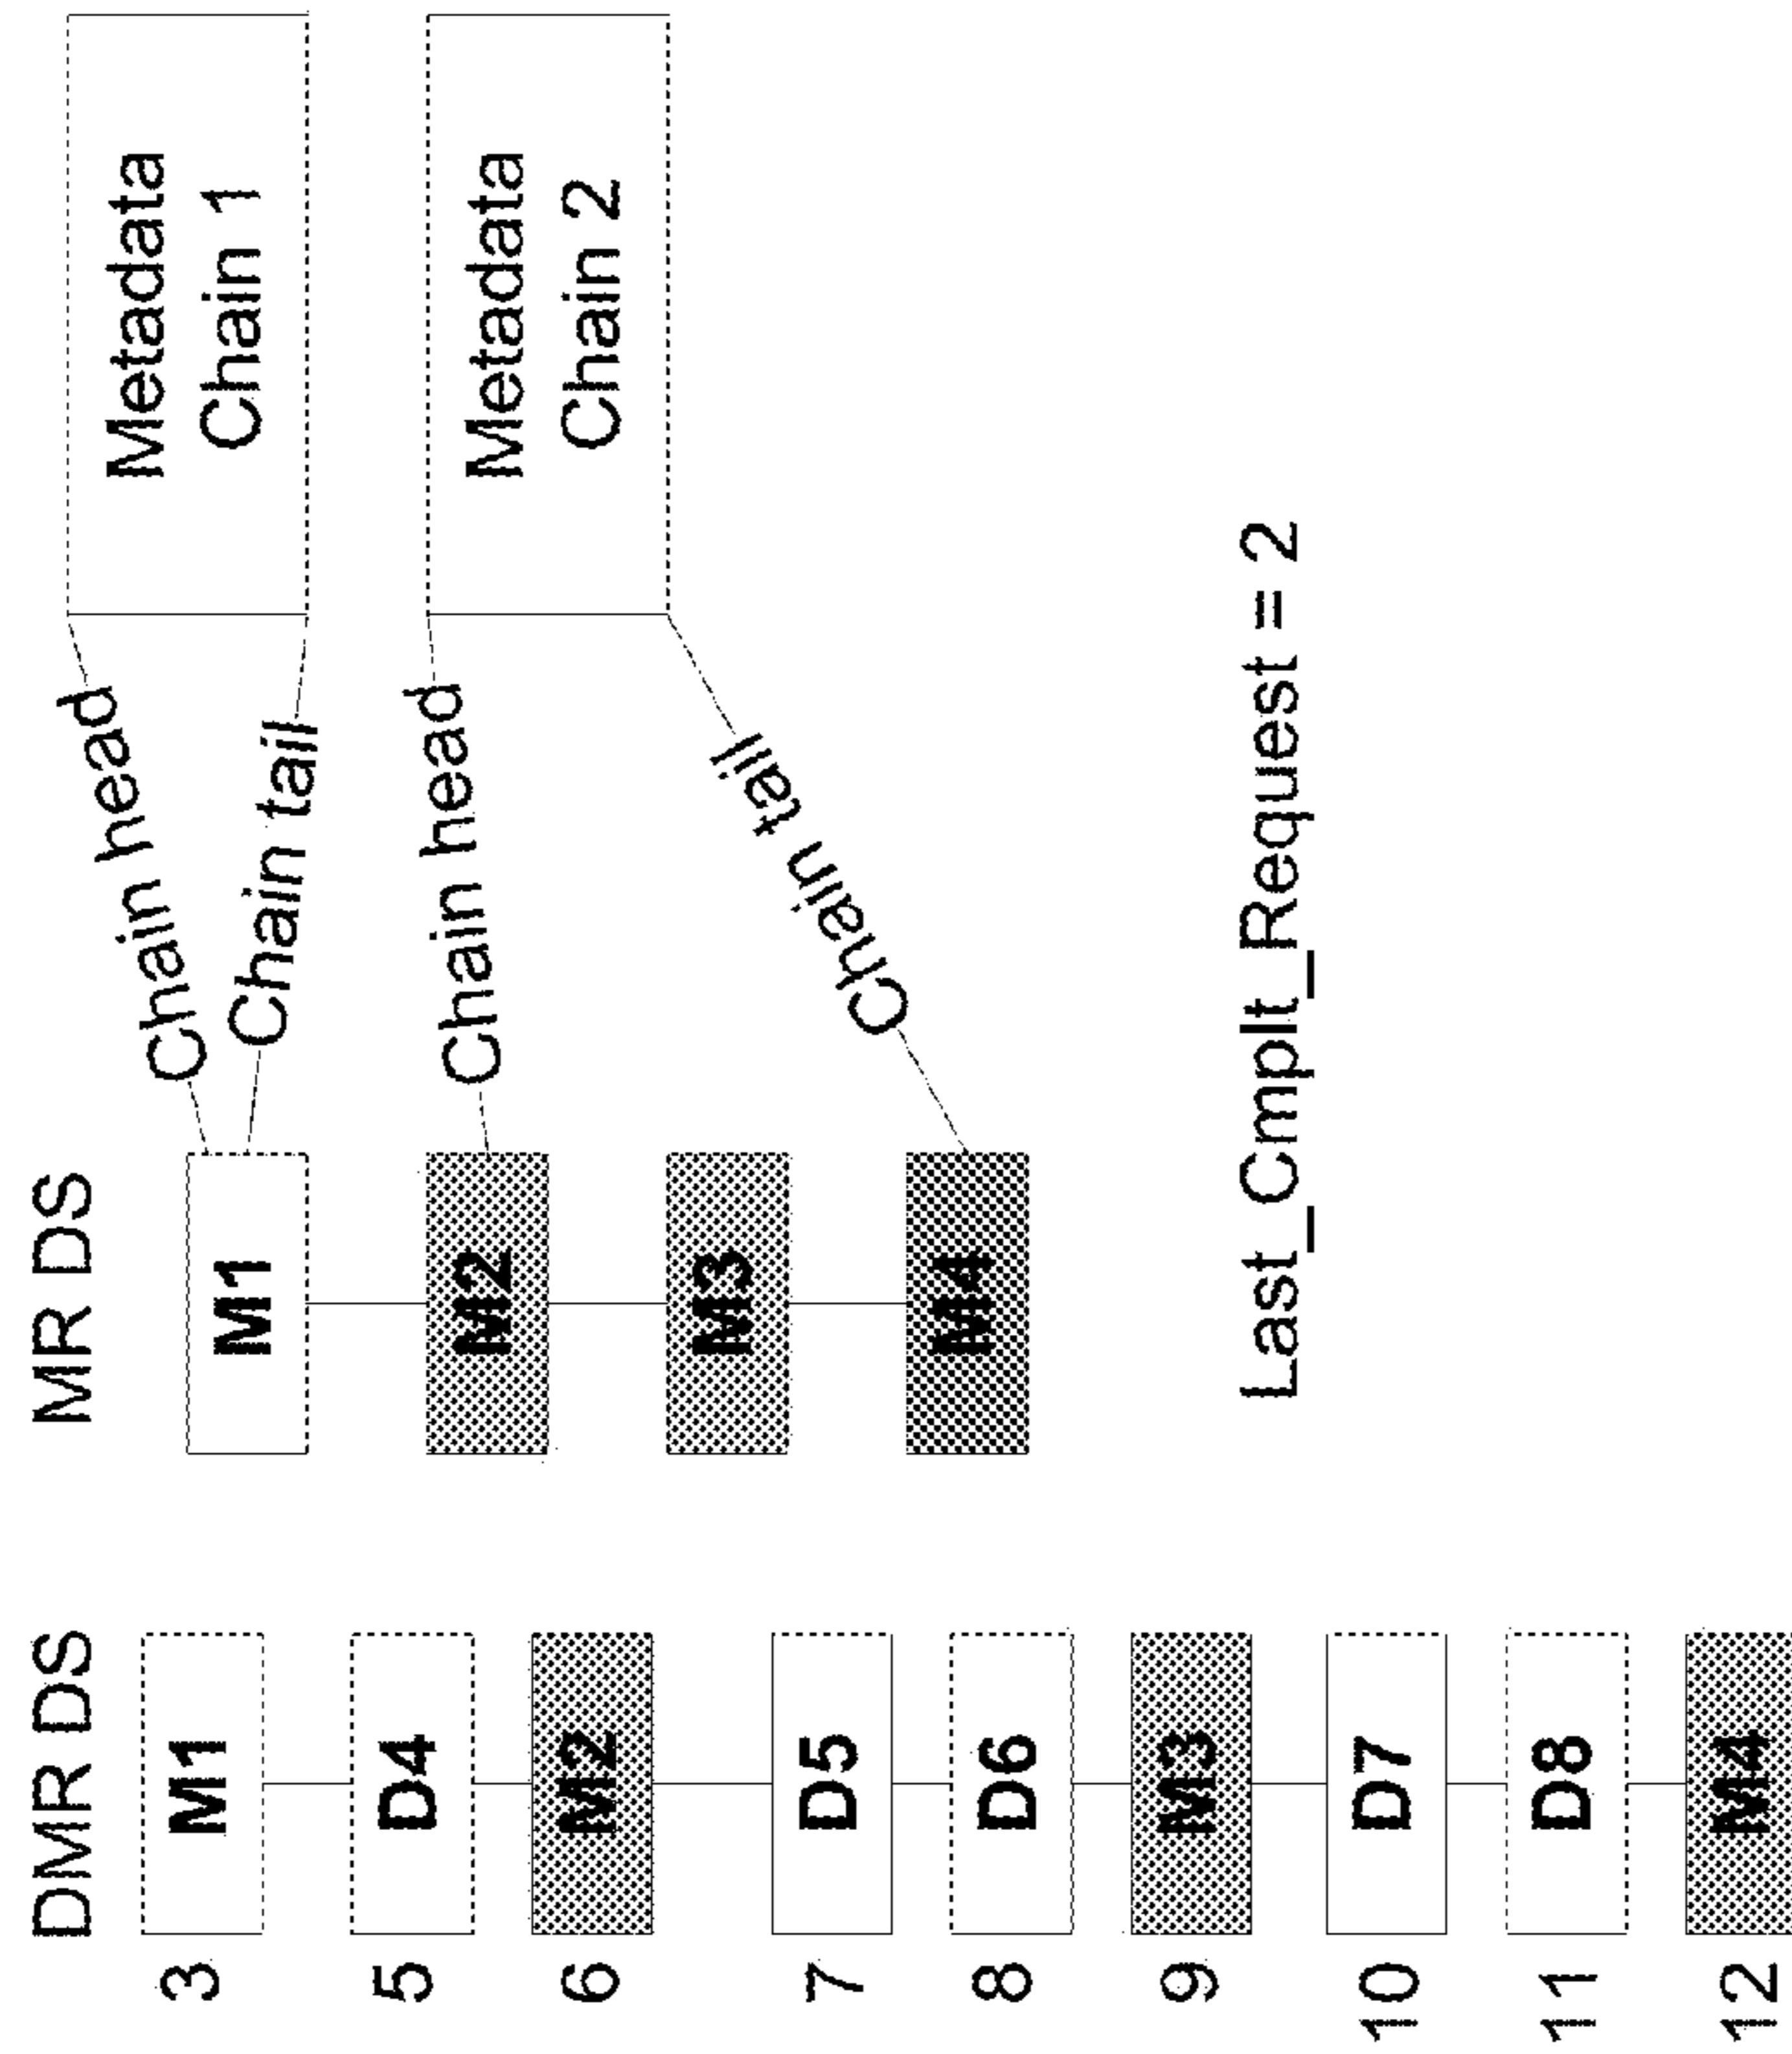 DMR DS
3 M1
5 D4
6 M2
7 D5
8 D6
9 M3
10 D7
11 D8
12 M4
MR DS
M1
M2
M3
M4
Chain head
Chain tail
Metadata
Chain 1
Chain head
Chain tail
Metadata
Chain 2
Last_Cmplt_Request = 2